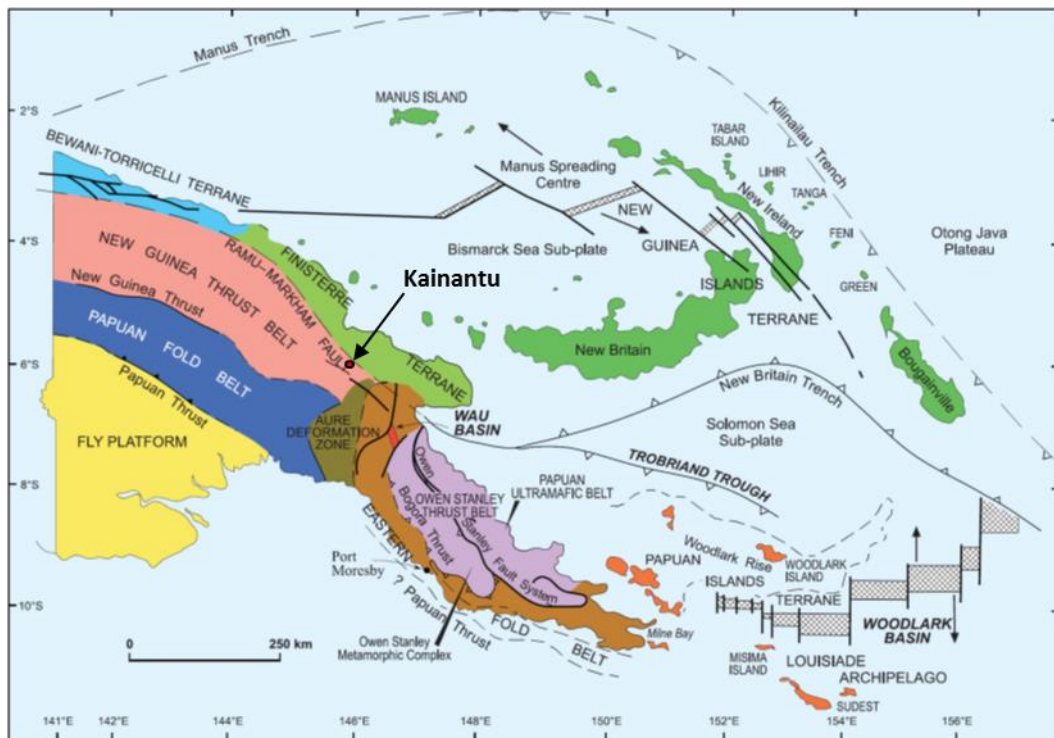 Manus Trench
2°S
MANUS ISLAND
Kilinailau Trench
TABAR
ISLAND
BEWANI-TORRICELLI TERRANE
Manus Spreading
Centre
LIHIR
TANGA
New Ireland
NEW
4°S
FENI
Otong Java
Plateau
NEW GUINEA THRUST BELT
RAMU–MARKHAM FAULT
FINISTERRE
TERRANE
Bismarck Sea Sub-plate
GUINEA
ISLANDS
TERRANE
GREEN
Kainantu
New Guinea Thrust
PAPUAN FOLD BELT
New Britain
Bougainville
6°S
Papuan Thrust
New Britain Trench
FLY PLATFORM
AURE
DEFORMATION
ZONE
WAU
BASIN
Solomon Sea
Sub-plate
TROBRIAND TROUGH
8°S
PAPUAN
ULTRAMAFIC BELT
OWEN STANLEY
THRUST BELT
Owen Stanley Fault System
Bogora Thrust
EASTERN
FOLD
BELT
Port
Moresby
? Papuan Thrust
Woodlark Rise
WOODLARK
ISLAND
PAPUAN
ISLANDS
TERRANE
10°S
WOODLARK
BASIN
Milne Bay
0
250 km
Owen Stanley
Metamorphic Complex
MISIMA
ISLAND
LOUISIADE
ARCHIPELAGO
SUDEST
141°E
142°E
144°E
146°E
148°E
150°E
152°E
154°E
156°E